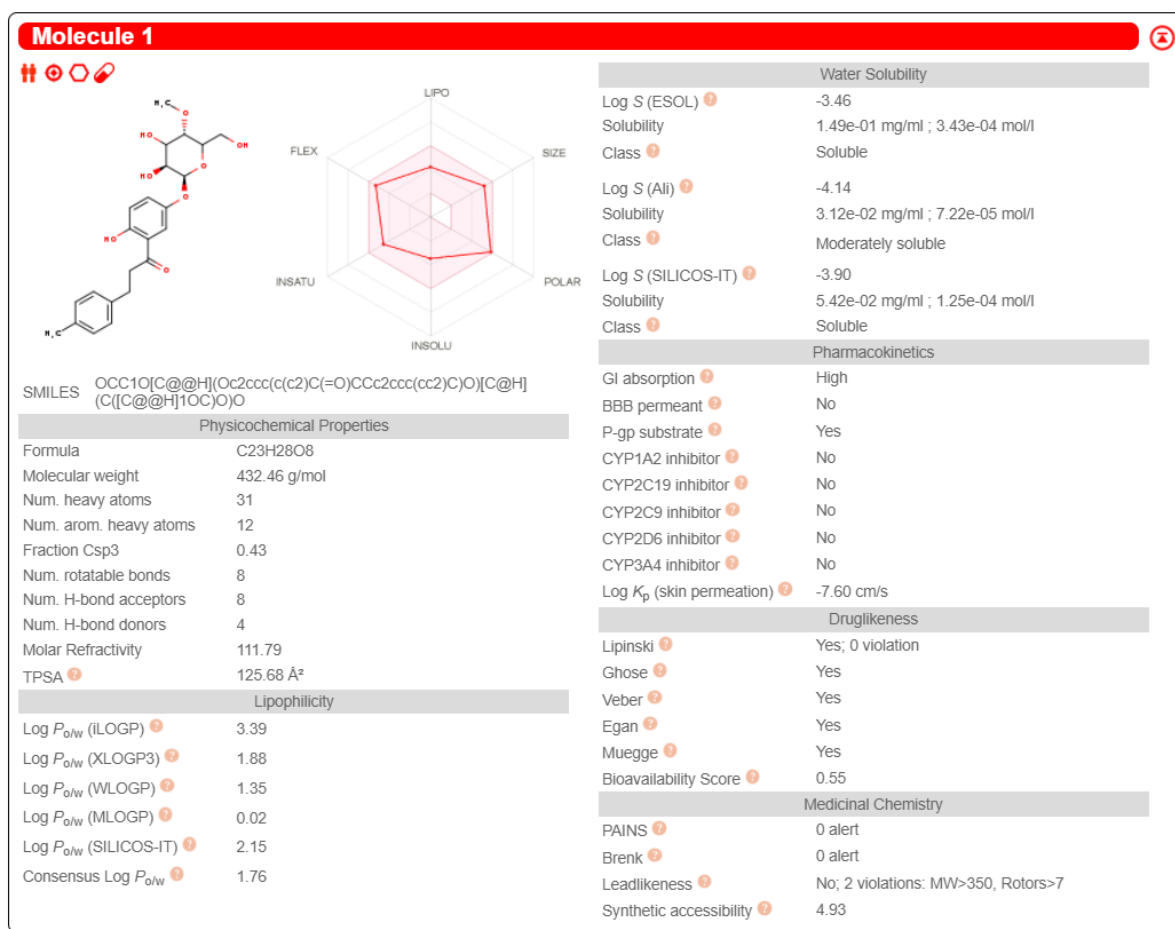 Molecule 1
H₃C
O
HO
OH
HO
O
O
HO
O
H₃C
LIPO
FLEX
SIZE
INSATU
POLAR
INSOLU
SMILES OCC1O[C@@H](Oc2ccc(c(c2)C(=O)CCc2ccc(cc2)C)O)[C@H]
(C([C@@H]1OC)O)O
Physicochemical Properties
Formula C23H28O8
Molecular weight 432.46 g/mol
Num. heavy atoms 31
Num. arom. heavy atoms 12
Fraction Csp3 0.43
Num. rotatable bonds 8
Num. H-bond acceptors 8
Num. H-bond donors 4
Molar Refractivity 111.79
TPSA ? 125.68 Å²
Lipophilicity
Log Po/w (iLOGP) ? 3.39
Log Po/w (XLOGP3) ? 1.88
Log Po/w (WLOGP) ? 1.35
Log Po/w (MLOGP) ? 0.02
Log Po/w (SILICOS-IT) ? 2.15
Consensus Log Po/w ? 1.76
Water Solubility
Log S (ESOL) ? -3.46
Solubility 1.49e-01 mg/ml ; 3.43e-04 mol/l
Class ? Soluble
Log S (Ali) ? -4.14
Solubility 3.12e-02 mg/ml ; 7.22e-05 mol/l
Class ? Moderately soluble
Log S (SILICOS-IT) ? -3.90
Solubility 5.42e-02 mg/ml ; 1.25e-04 mol/l
Class ? Soluble
Pharmacokinetics
GI absorption ? High
BBB permeant ? No
P-gp substrate ? Yes
CYP1A2 inhibitor ? No
CYP2C19 inhibitor ? No
CYP2C9 inhibitor ? No
CYP2D6 inhibitor ? No
CYP3A4 inhibitor ? No
Log Kp (skin permeation) ? -7.60 cm/s
Druglikeness
Lipinski ? Yes; 0 violation
Ghose ? Yes
Veber ? Yes
Egan ? Yes
Muegge ? Yes
Bioavailability Score ? 0.55
Medicinal Chemistry
PAINS ? 0 alert
Brenk ? 0 alert
Leadlikeness ? No; 2 violations: MW>350, Rotors>7
Synthetic accessibility ? 4.93